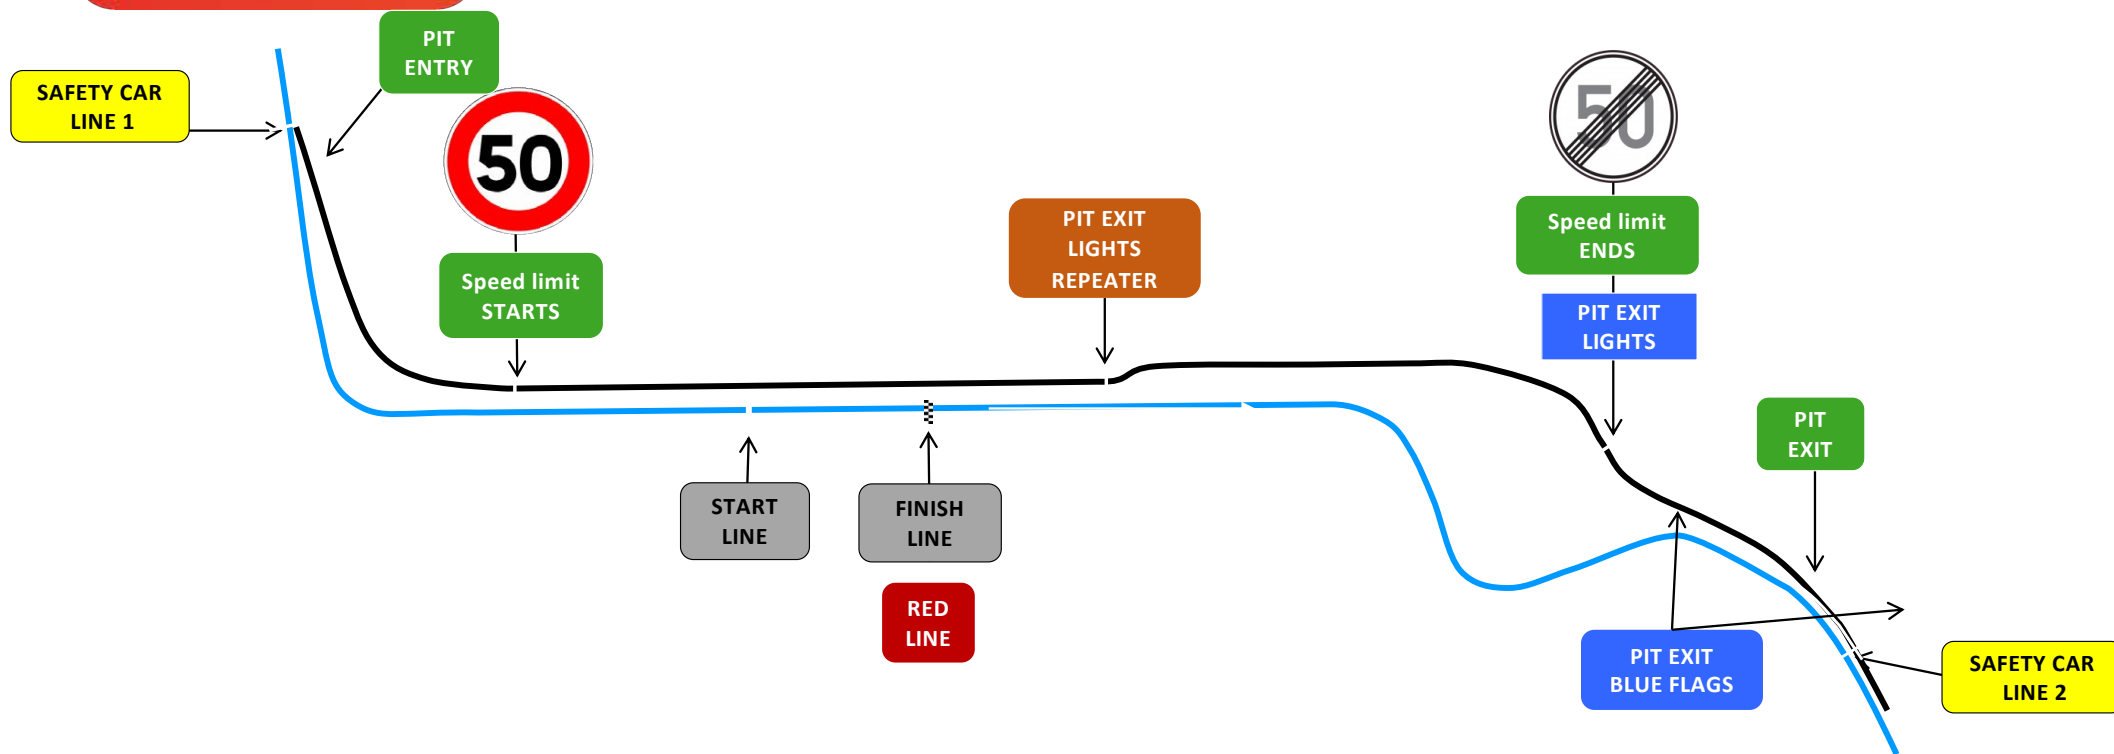 PIT
ENTRY
SAFETY CAR
LINE 1
50
Speed limit
STARTS
PIT EXIT
LIGHTS
REPEATER
50
Speed limit
ENDS
PIT EXIT
LIGHTS
PIT
EXIT
START
LINE
FINISH
LINE
RED
LINE
PIT EXIT
BLUE FLAGS
SAFETY CAR
LINE 2